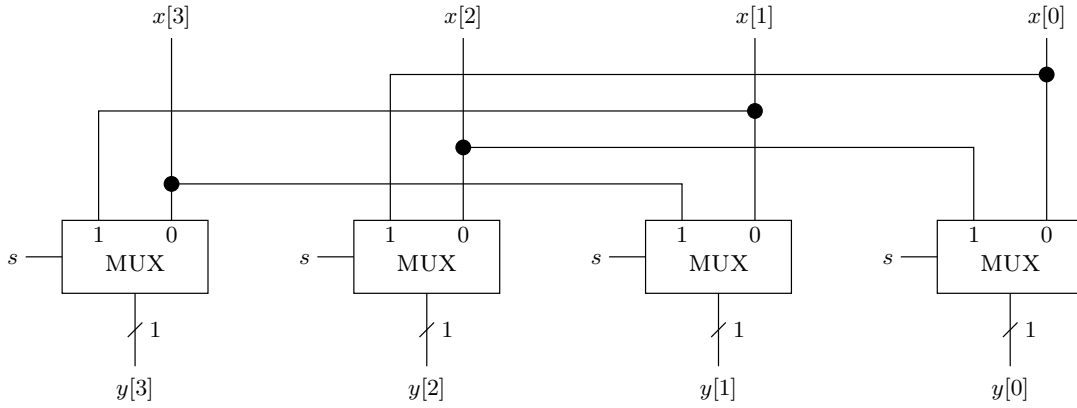 x[3] x[2] x[1] x[0]
1 0 1 0 1 0 1 0
s MUX s MUX s MUX s MUX
1 1 1 1
y[3] y[2] y[1] y[0]